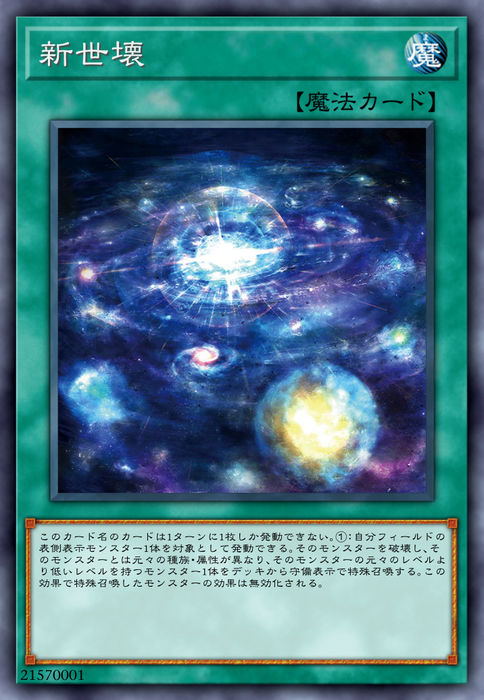 新世壊
魔
【魔法カード】
このカード名のカードは1ターンに1枚しか発動できない。①:自分フィールドの
表側表示モンスター1体を対象として発動できる。そのモンスターを破壊し、そ
のモンスターとは元々の種族・属性が異なり、そのモンスターの元々のレベルよ
り低いレベルを持つモンスター1体をデッキから守備表示で特殊召喚する。この
効果で特殊召喚したモンスターの効果は無効化される。
21570001